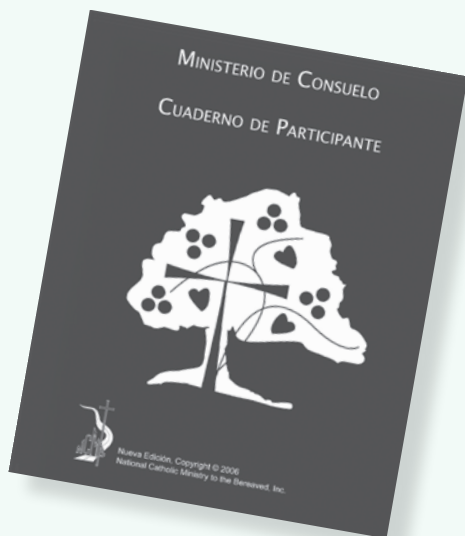 MINISTERIO DE CONSUELO
CUADERNO DE PARTICIPANTE
Nueva Edición, Copyright © 2006
National Catholic Ministry to the Bereaved, Inc.